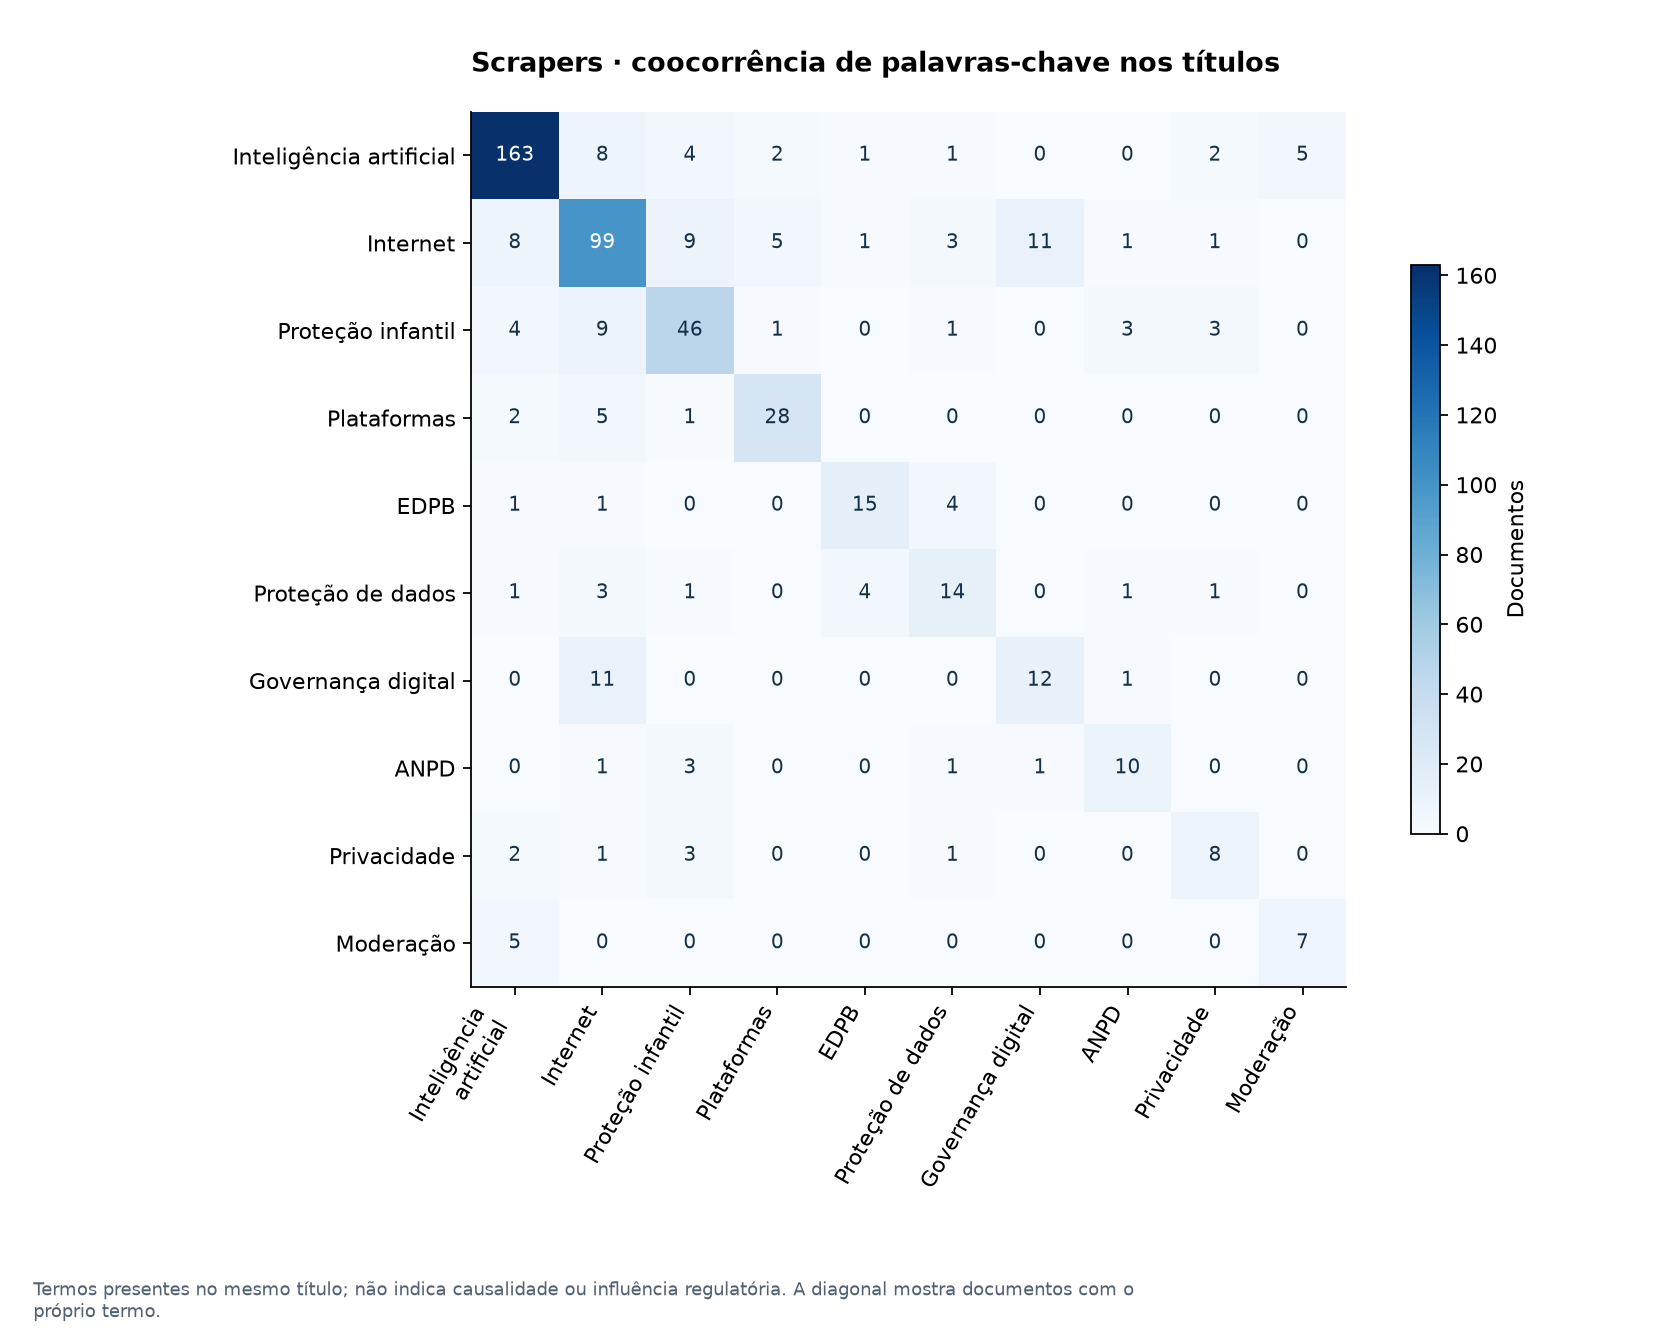 Scrapers · coocorrência de palavras-chave nos títulos
Inteligência artificial 163 8 4 2 1 1 0 0 2 5
Internet 8 99 9 5 1 3 11 1 1 0
Proteção infantil 4 9 46 1 0 1 0 3 3 0
Plataformas 2 5 1 28 0 0 0 0 0 0
EDPB 1 1 0 0 15 4 0 0 0 0
Proteção de dados 1 3 1 0 4 14 0 1 1 0
Governança digital 0 11 0 0 0 0 12 1 0 0
ANPD 0 1 3 0 0 1 1 10 0 0
Privacidade 2 1 3 0 0 1 0 0 8 0
Moderação 5 0 0 0 0 0 0 0 0 7
Inteligência
artificial
Internet
Proteção infantil
Plataformas
EDPB
Proteção de dados
Governança digital
ANPD
Privacidade
Moderação
160
140
120
100
80
60
40
20
0
Documentos
Termos presentes no mesmo título; não indica causalidade ou influência regulatória. A diagonal mostra documentos com o
próprio termo.